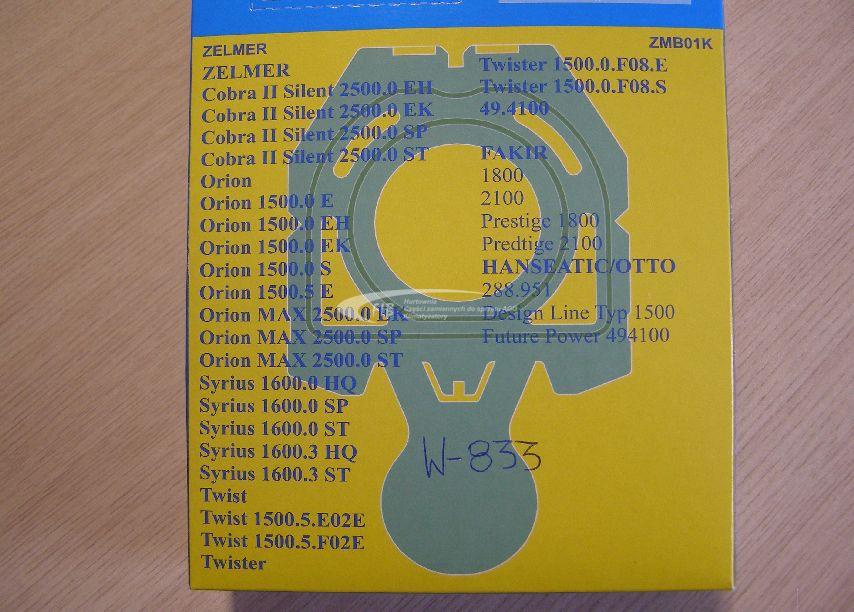 ZELMER
ZMB01K
ZELMER
Cobra II Silent 2500.0 EH
Cobra II Silent 2500.0 EK
Cobra II Silent 2500.0 SP
Cobra II Silent 2500.0 ST
Orion
Orion 1500.0 E
Orion 1500.0 EH
Orion 1500.0 EK
Orion 1500.0 S
Orion 1500.5 E
Orion MAX 2500.0 EK
Orion MAX 2500.0 SP
Orion MAX 2500.0 ST
Syrius 1600.0 HQ
Syrius 1600.0 SP
Syrius 1600.0 ST
Syrius 1600.3 HQ
Syrius 1600.3 ST
Twist
Twist 1500.5.E02E
Twist 1500.5.F02E
Twister
Twister 1500.0.F08.E
Twister 1500.0.F08.S
49.4100
FAKIR
1800
2100
Prestige 1800
Predtige 2100
HANSEATIC/OTTO
288.951
Design Line Typ 1500
Future Power 494100
Hurtownia
Części zamiennych do sprzętu
W-833